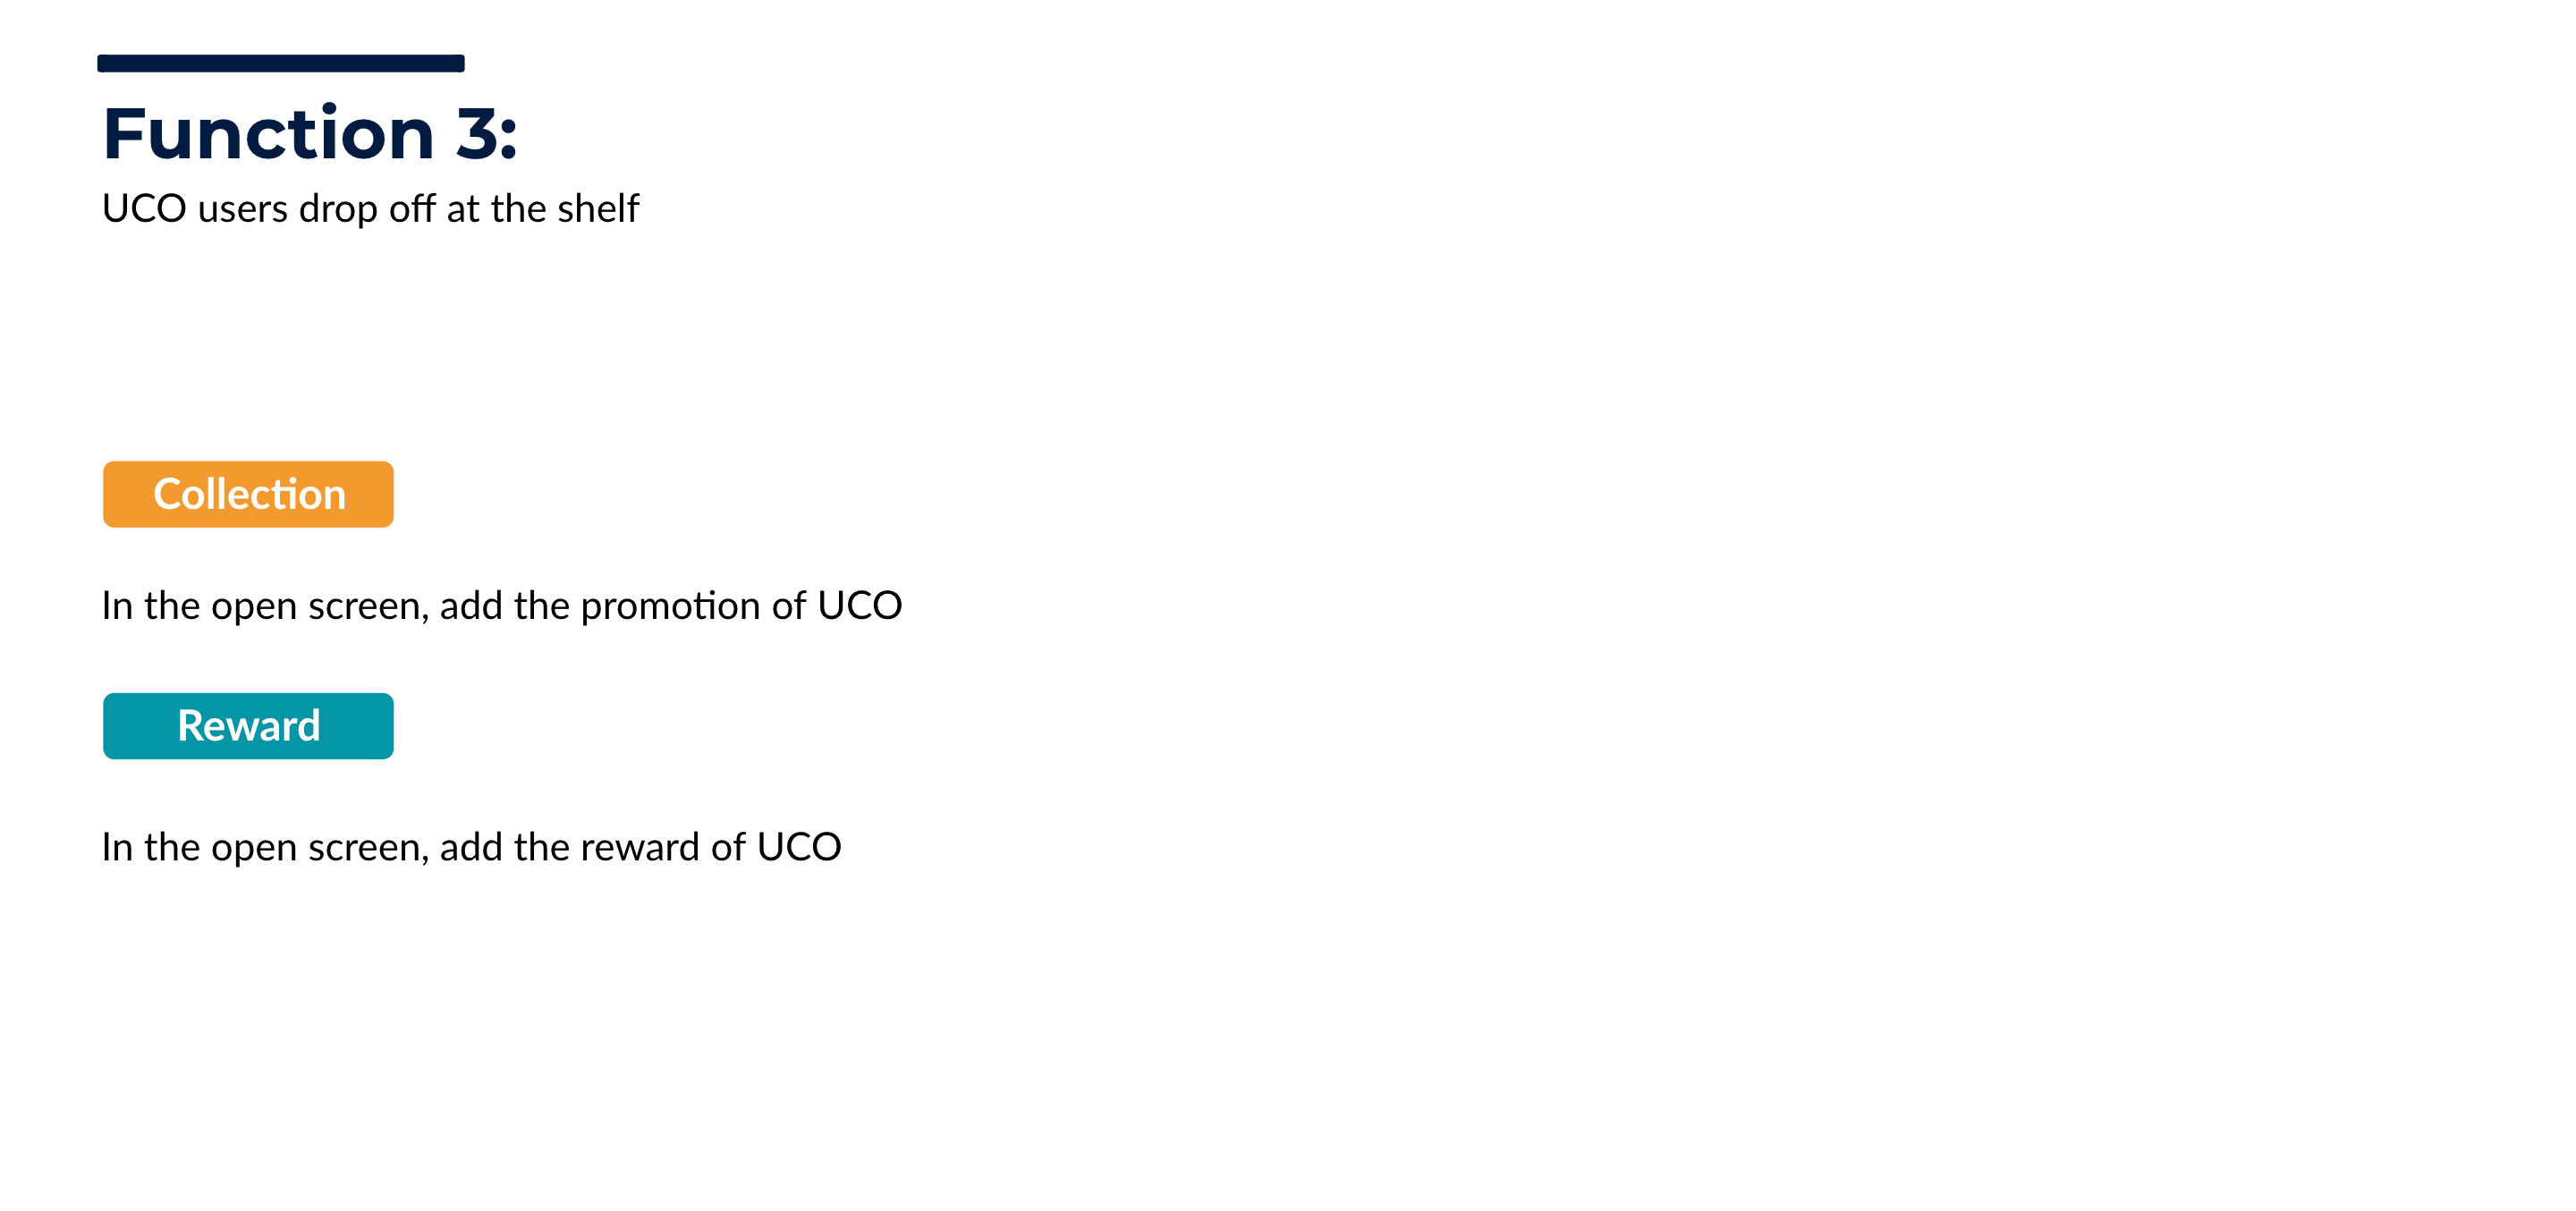 Function 3:
UCO users drop off at the shelf
Collection
In the open screen, add the promotion of UCO
Reward
In the open screen, add the reward of UCO